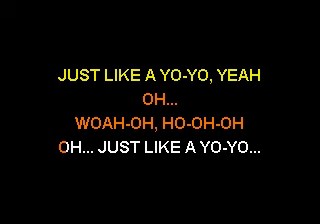 JUST LIKE A YO-YO, YEAH
OH...
WOAH-OH, HO-OH-OH
OH... JUST LIKE A YO-YO...